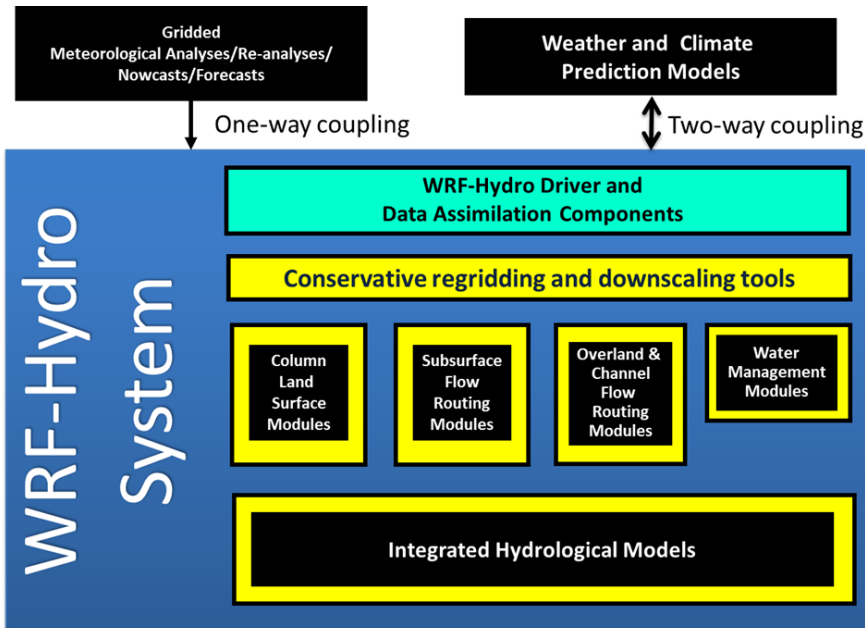 Gridded
Meteorological Analyses/Re-analyses/
Nowcasts/Forecasts
Weather and Climate
Prediction Models
One-way coupling
Two-way coupling
WRF-Hydro
System
WRF-Hydro Driver and
Data Assimilation Components
Conservative regridding and downscaling tools
Column
Land
Surface
Modules
Subsurface
Flow
Routing
Modules
Overland &
Channel
Flow
Routing
Modules
Water
Management
Modules
Integrated Hydrological Models